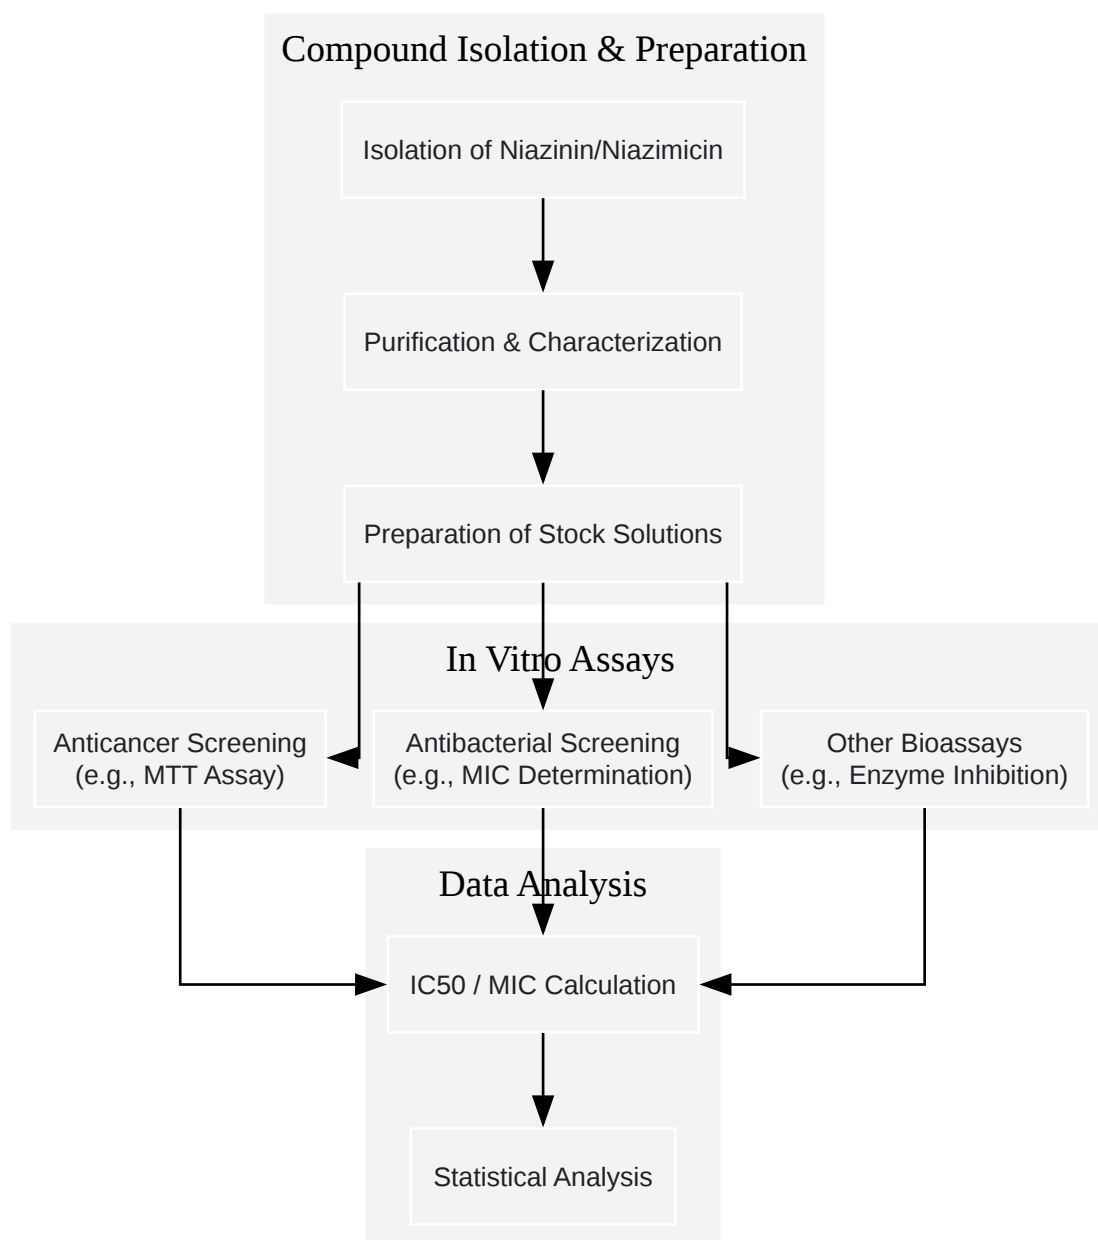 Compound Isolation & Preparation
Isolation of Niazinin/Niazimicin
Purification & Characterization
Preparation of Stock Solutions
In Vitro Assays
Anticancer Screening
(e.g., MTT Assay)
Antibacterial Screening
(e.g., MIC Determination)
Other Bioassays
(e.g., Enzyme Inhibition)
Data Analysis
IC50 / MIC Calculation
Statistical Analysis